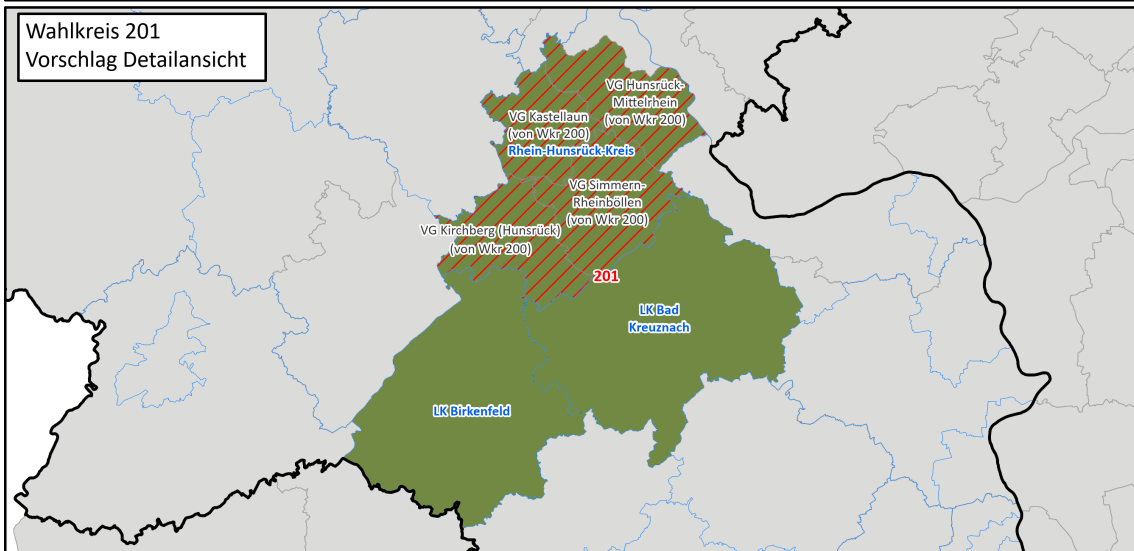 Wahlkreis 201
Vorschlag Detailansicht
VG Hunsrück-
Mittelrhein
(von Wkr 200)
VG Kastellaun
(von Wkr 200)
Rhein-Hunsrück-Kreis
VG Simmern-
Rheinböllen
(von Wkr 200)
VG Kirchberg (Hunsrück)
(von Wkr 200)
201
LK Bad
Kreuznach
LK Birkenfeld